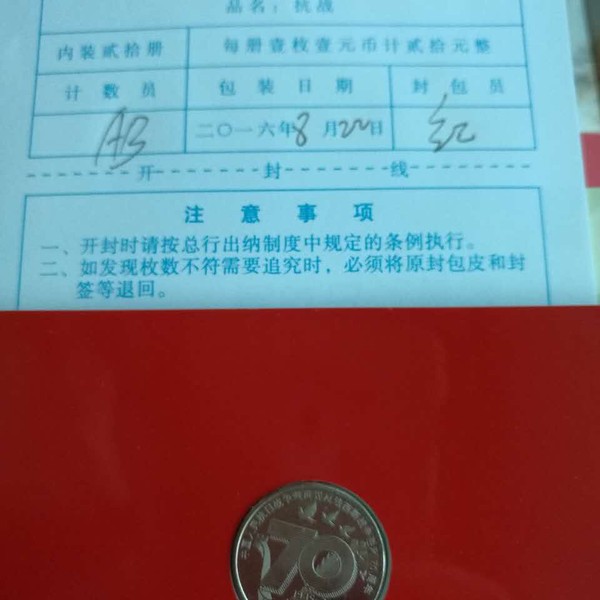 品名：抗战
内装贰拾册 每册壹枚壹元币计贰拾元整
计数员 包装日期 封包员
AB 二〇一六年8月22日 红
开封线
注意事项
一、开封时请按总行出纳制度中规定的条例执行。
二、如发现枚数不符需要追究时，必须将原封包皮和封
签等退回。
70